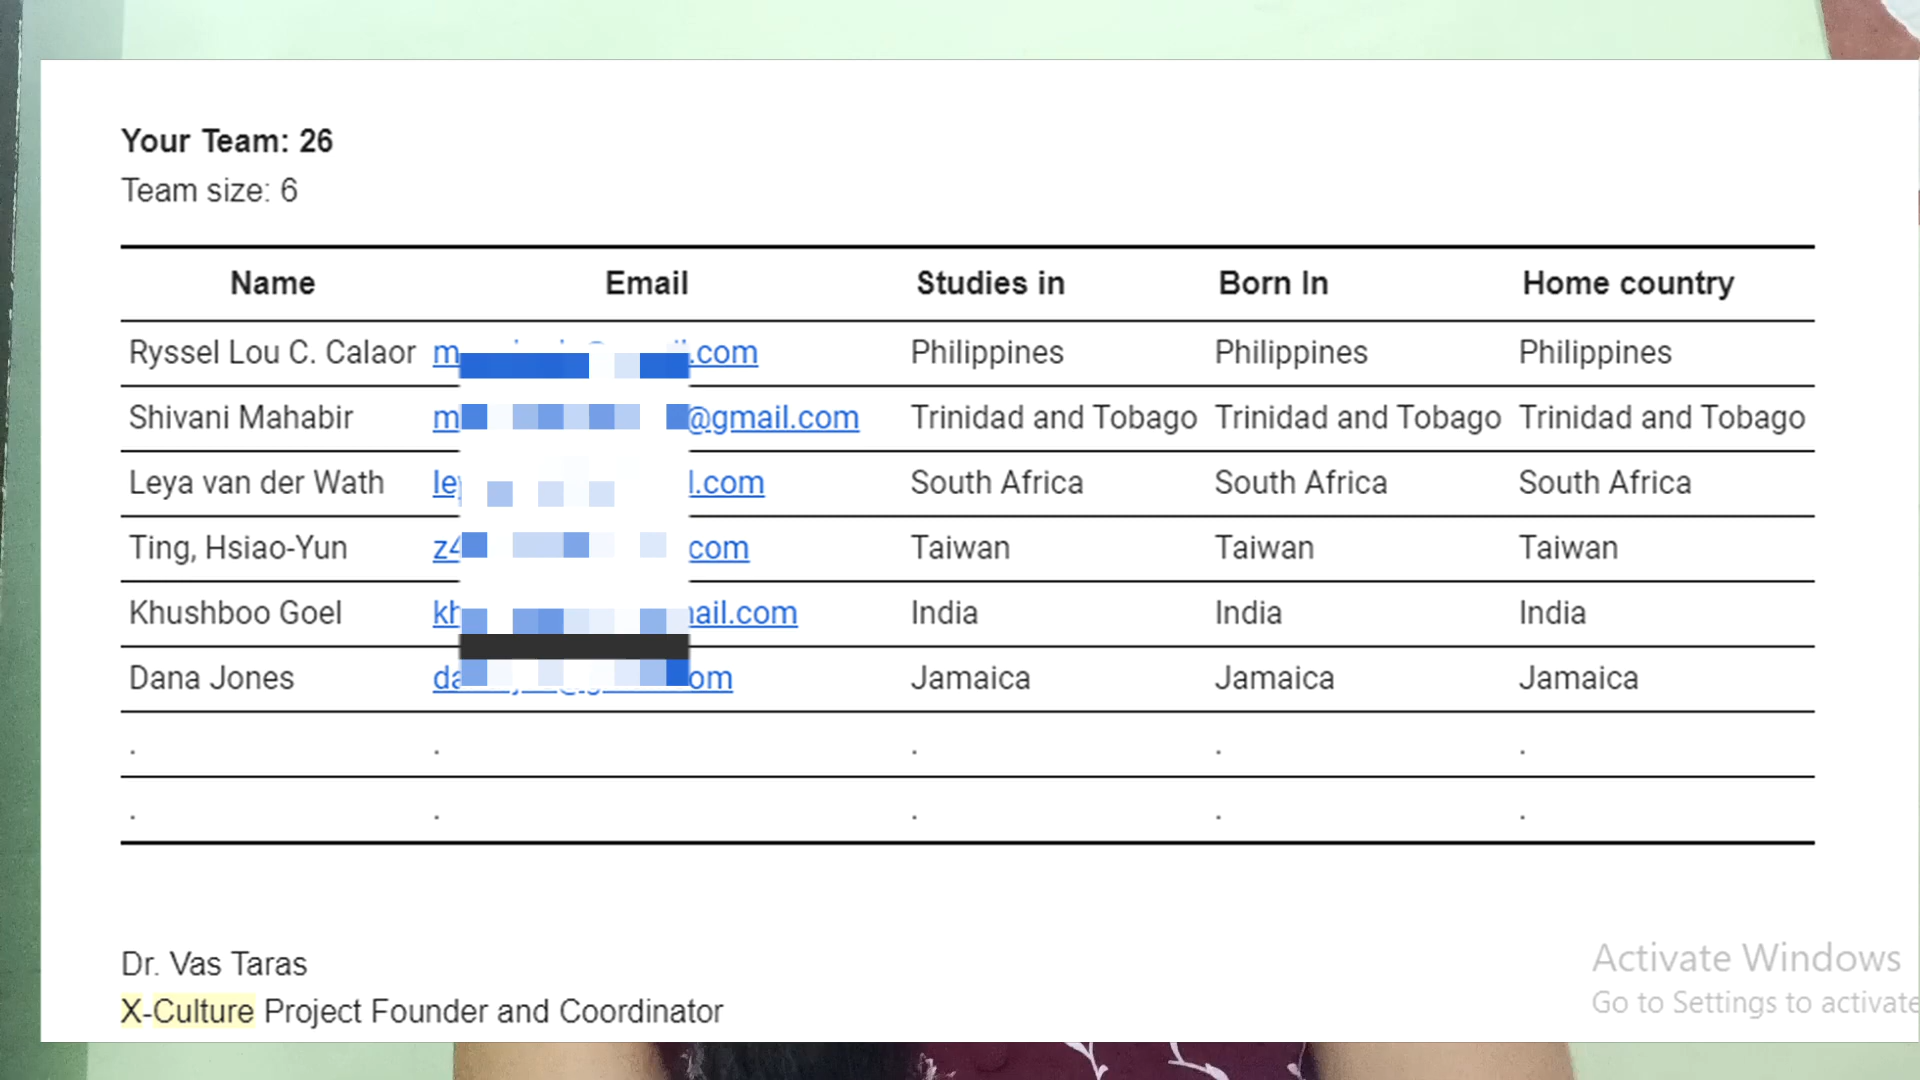 Your Team: 26
Team size: 6
Name Email Studies in Born In Home country
Ryssel Lou C. Calaor .com Philippines Philippines Philippines
Shivani Mahabir @gmail.com Trinidad and Tobago Trinidad and Tobago Trinidad and Tobago
Leya van der Wath .com South Africa South Africa South Africa
Ting, Hsiao-Yun com Taiwan Taiwan Taiwan
Khushboo Goel ail.com India India India
Dana Jones om Jamaica Jamaica Jamaica
. . . . .
. . . . .
Dr. Vas Taras
X-Culture Project Founder and Coordinator
Activate Windows
Go to Settings to activate